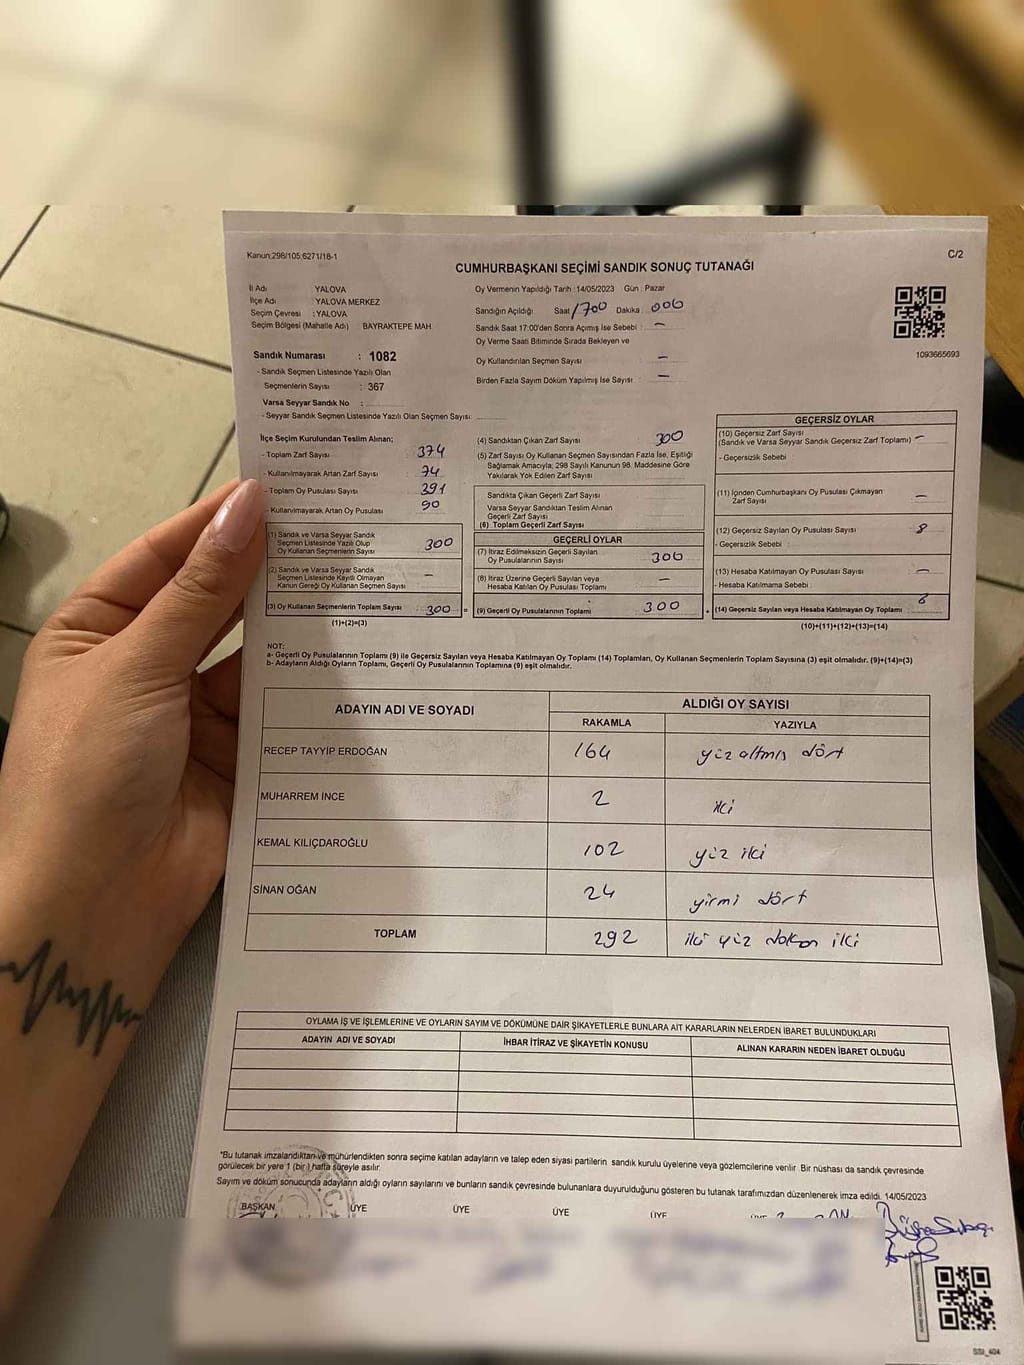 Kanun:298/105;6271/18-1
C/2
CUMHURBAŞKANI SEÇİMİ SANDIK SONUÇ TUTANAĞI
İl Adı YALOVA
İlçe Adı : YALOVA MERKEZ
Seçim Çevresi : YALOVA
Seçim Bölgesi (Mahalle Adı) BAYRAKTEPE MAH
Oy Vermenin Yapıldığı Tarih :14/05/2023 Gün : Pazar
Sandığın Açıldığı Saat 1700 Dakika : 000
Sandık Saat 17:00'den Sonra Açımış İse Sebebi : —
Oy Verme Saati Bitiminde Sırada Bekleyen ve
Oy Kullandırılan Seçmen Sayısı —
Birden Fazla Sayım Döküm Yapılmış İse Sayısı : —
1093665693
Sandık Numarası : 1082
- Sandık Seçmen Listesinde Yazılı Olan
Seçmenlerin Sayısı : 367
Varsa Seyyar Sandık No :
- Seyyar Sandık Seçmen Listesinde Yazılı Olan Seçmen Sayısı:
İlçe Seçim Kurulundan Teslim Alınan;
- Toplam Zarf Sayısı : 374
- Kullanılmayarak Artan Zarf Sayısı : 74
- Toplam Oy Pusulası Sayısı : 391
- Kullanılmayarak Artan Oy Pusulası : 90
(1) Sandık ve Varsa Seyyar Sandık
Seçmen Listesinde Yazılı Olup
Oy Kullanan Seçmenlerin Sayısı 300
(2) Sandık ve Varsa Seyyar Sandık
Seçmen Listesinde Kayıtlı Olmayan
Kanun Gereği Oy Kullanan Seçmen Sayısı —
(3) Oy Kullanan Seçmenlerin Toplam Sayısı 300 =
(1)+(2)=(3)
(4) Sandıktan Çıkan Zarf Sayısı : 300
(5) Zarf Sayısı Oy Kullanan Seçmen Sayısından Fazla İse, Eşitliği
Sağlamak Amacıyla, 298 Sayılı Kanunun 98. Maddesine Göre
Yakılarak Yok Edilen Zarf Sayısı :
Sandıkta Çıkan Geçerli Zarf Sayısı :
Varsa Seyyar Sandıktan Teslim Alınan
Geçerli Zarf Sayısı :
(6) Toplam Geçerli Zarf Sayısı :
GEÇERLİ OYLAR
(7) İtiraz Edilmeksizin Geçerli Sayılan
Oy Pusulalarının Sayısı : 300
(8) İtiraz Üzerine Geçerli Sayılan veya
Hesaba Katılan Oy Pusulası Toplamı : —
(9) Geçerli Oy Pusulalarının Toplamı : 300 +
GEÇERSİZ OYLAR
(10) Geçersiz Zarf Sayısı
(Sandık ve Varsa Seyyar Sandık Geçersiz Zarf Toplamı) : —
- Geçersizlik Sebebi :
(11) İçinden Cumhurbaşkanı Oy Pusulası Çıkmayan
Zarf Sayısı : —
(12) Geçersiz Sayılan Oy Pusulası Sayısı : 8
- Geçersizlik Sebebi :
(13) Hesaba Katılmayan Oy Pusulası Sayısı : —
- Hesaba Katılmama Sebebi :
(14) Geçersiz Sayılan veya Hesaba Katılmayan Oy Toplamı : 8
(10)+(11)+(12)+(13)=(14)
NOT:
a- Geçerli Oy Pusulalarının Toplamı (9) ile Geçersiz Sayılan veya Hesaba Katılmayan Oy Toplamı (14) Toplamları, Oy Kullanan Seçmenlerin Toplam Sayısına (3) eşit olmalıdır. (9)+(14)=(3)
b- Adayların Aldığı Oyların Toplamı, Geçerli Oy Pusulalarının Toplamına (9) eşit olmalıdır.
ADAYIN ADI VE SOYADI
ALDIĞI OY SAYISI
RAKAMLA YAZIYLA
RECEP TAYYİP ERDOĞAN 164 yüz altmış dört
MUHARREM İNCE 2 iki
KEMAL KILIÇDAROĞLU 102 yüz iki
SİNAN OĞAN 24 yirmi dört
TOPLAM 292 iki yüz doksan iki
OYLAMA İŞ VE İŞLEMLERİNE VE OYLARIN SAYIM VE DÖKÜMÜNE DAİR ŞİKAYETLERLE BUNLARA AİT KARARLARIN NELERDEN İBARET BULUNDUKLARI
ADAYIN ADI VE SOYADI İHBAR İTİRAZ VE ŞİKAYETİN KONUSU ALINAN KARARIN NEDEN İBARET OLDUĞU
*Bu tutanak imzalandıktan ve mühürlendikten sonra seçime katılan adayların ve talep eden siyasi partilerin sandık kurulu üyelerine veya gözlemcilerine verilir. Bir nüshası da sandık çevresinde
görülecek bir yere 1 (bir) hafta süreyle asılır.
Sayım ve döküm sonucunda adayların aldığı oyların sayılarını ve bunların sandık çevresinde bulunanlara duyurulduğunu gösteren bu tutanak tarafımızdan düzenlenerek imza edildi. 14/05/2023
BAŞKAN ÜYE ÜYE ÜYE ÜYE
SSI_404